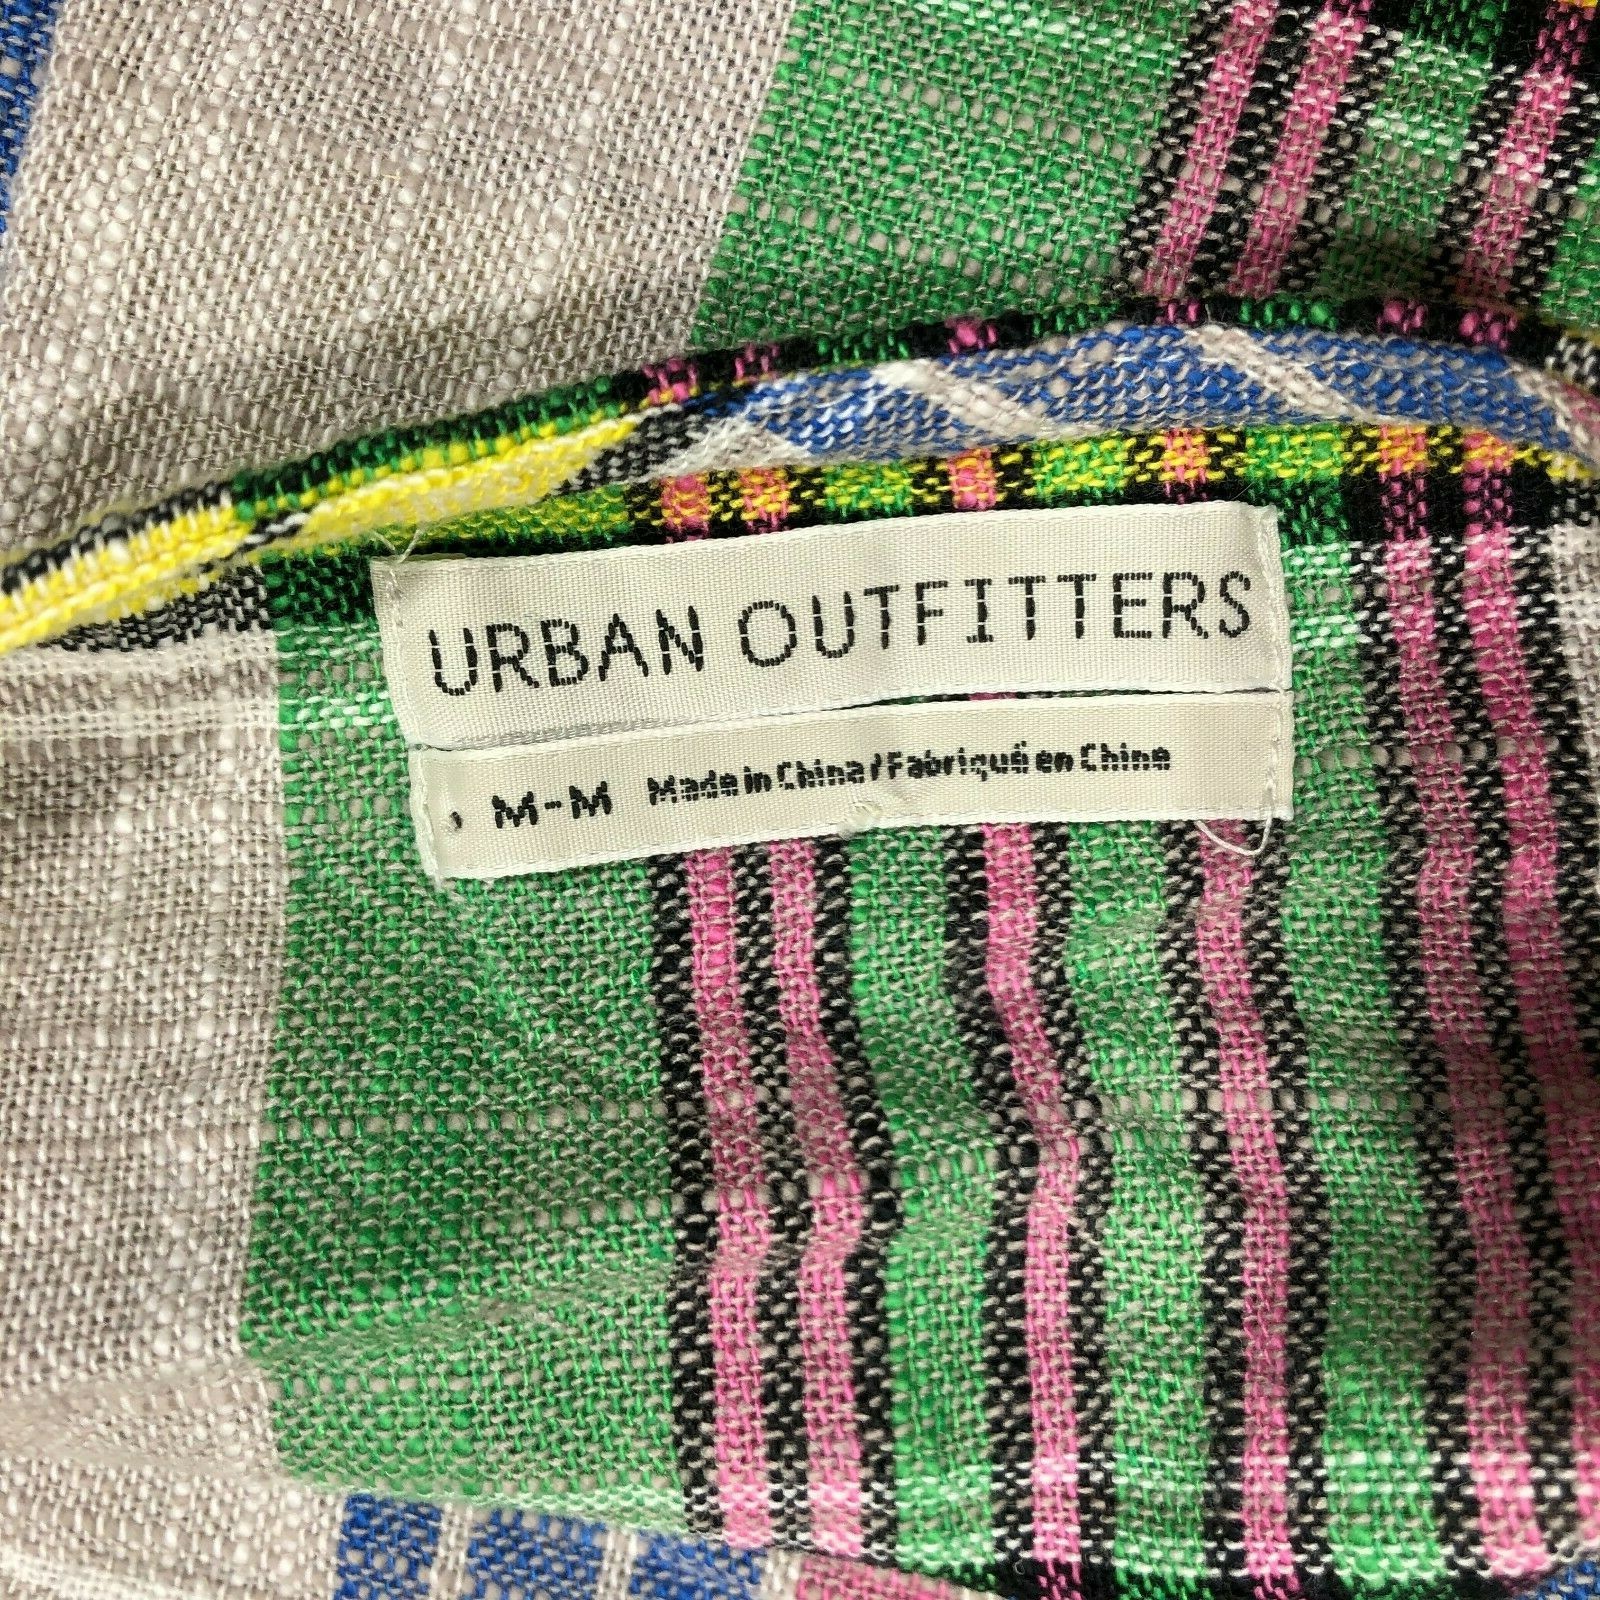 URBAN OUTFITTERS
M-M Made in China / Fabriqué en Chine